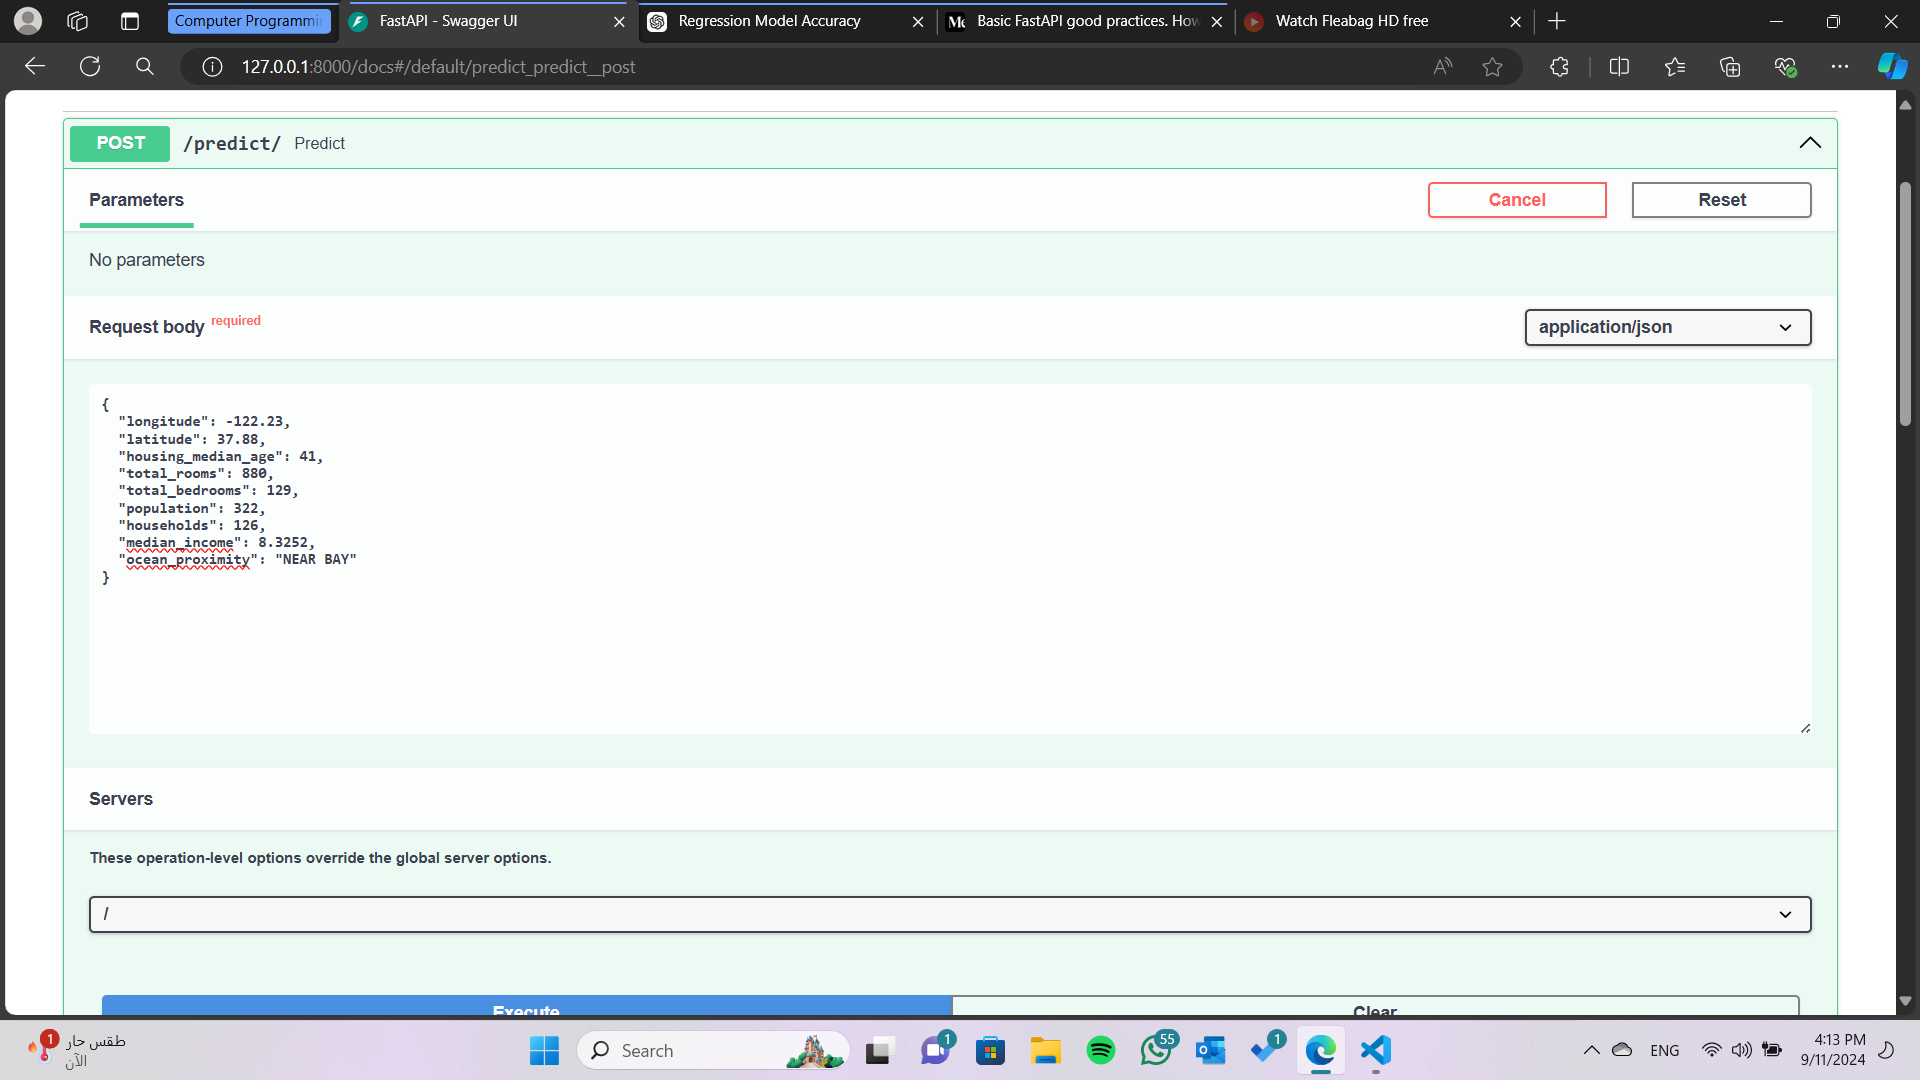 Computer Programmi
FastAPI - Swagger UI
Regression Model Accuracy
Basic FastAPI good practices. How
Watch Fleabag HD free
127.0.0.1:8000/docs#/default/predict_predict__post
POST /predict/ Predict
Parameters
Cancel
Reset
No parameters
Request body required
application/json
{
"longitude": -122.23,
"latitude": 37.88,
"housing_median_age": 41,
"total_rooms": 880,
"total_bedrooms": 129,
"population": 322,
"households": 126,
"median_income": 8.3252,
"ocean_proximity": "NEAR BAY"
}
Servers
These operation-level options override the global server options.
/
Execute
Clear
1
طقس حار
الآن
Search
1
55
1
ENG
4:13 PM
9/11/2024